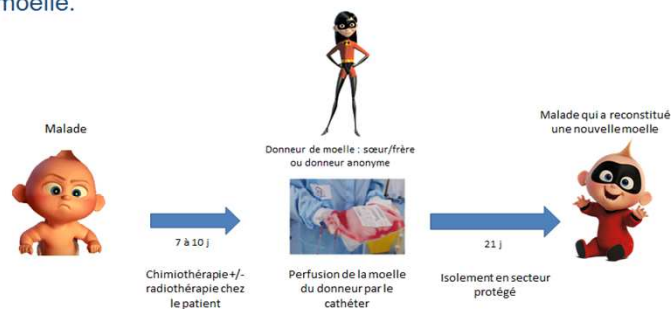 moelle.
Malade
Donneur de moelle : sœur/frère
ou donneur anonyme
Malade qui a reconstitué
une nouvelle moelle
7 à 10 j
21 j
Chimiothérapie +/-
radiothérapie chez
le patient
Perfusion de la moelle
du donneur par le
cathéter
Isolement en secteur
protégé